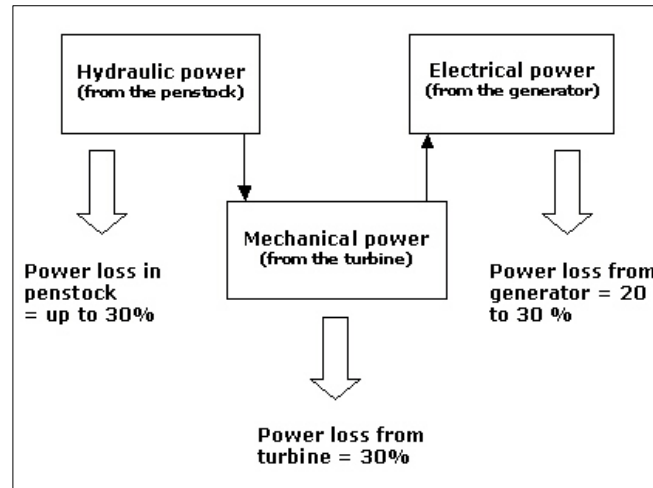 Hydraulic power
(from the penstock)
Electrical power
(from the generator)
Mechanical power
(from the turbine)
Power loss in
penstock
= up to 30%
Power loss from
generator = 20
to 30 %
Power loss from
turbine = 30%